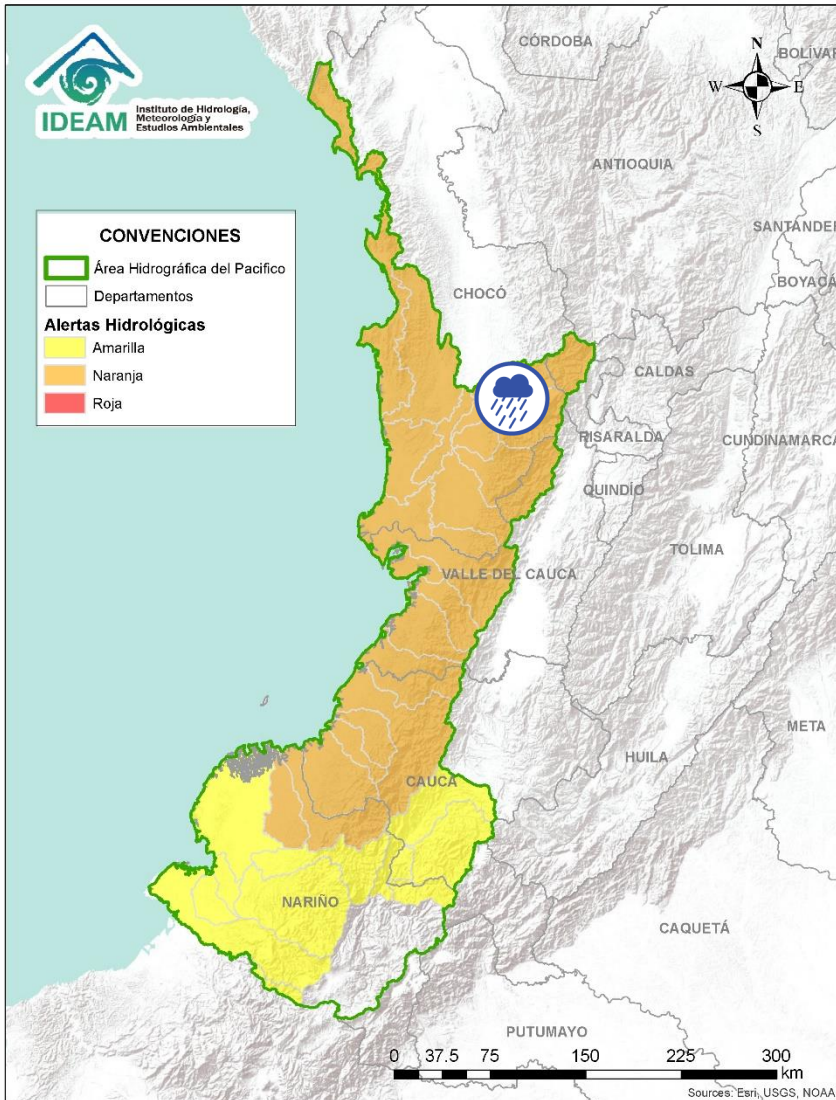 IDEAM
Instituto de Hidrología,
Meteorología y
Estudios Ambientales
N
W
E
S
CONVENCIONES
Área Hidrográfica del Pacifico
Departamentos
Alertas Hidrológicas
Amarilla
Naranja
Roja
CÓRDOBA
BOLÍVAR
ANTIOQUIA
SANTANDER
BOYACÁ
CHOCÓ
CALDAS
RISARALDA
CUNDINAMARCA
QUINDÍO
TOLIMA
VALLE DEL CAUCA
META
HUILA
CAUCA
NARIÑO
CAQUETÁ
PUTUMAYO
0 37.5 75 150 225 300
km
Sources: Esri, USGS, NOAA